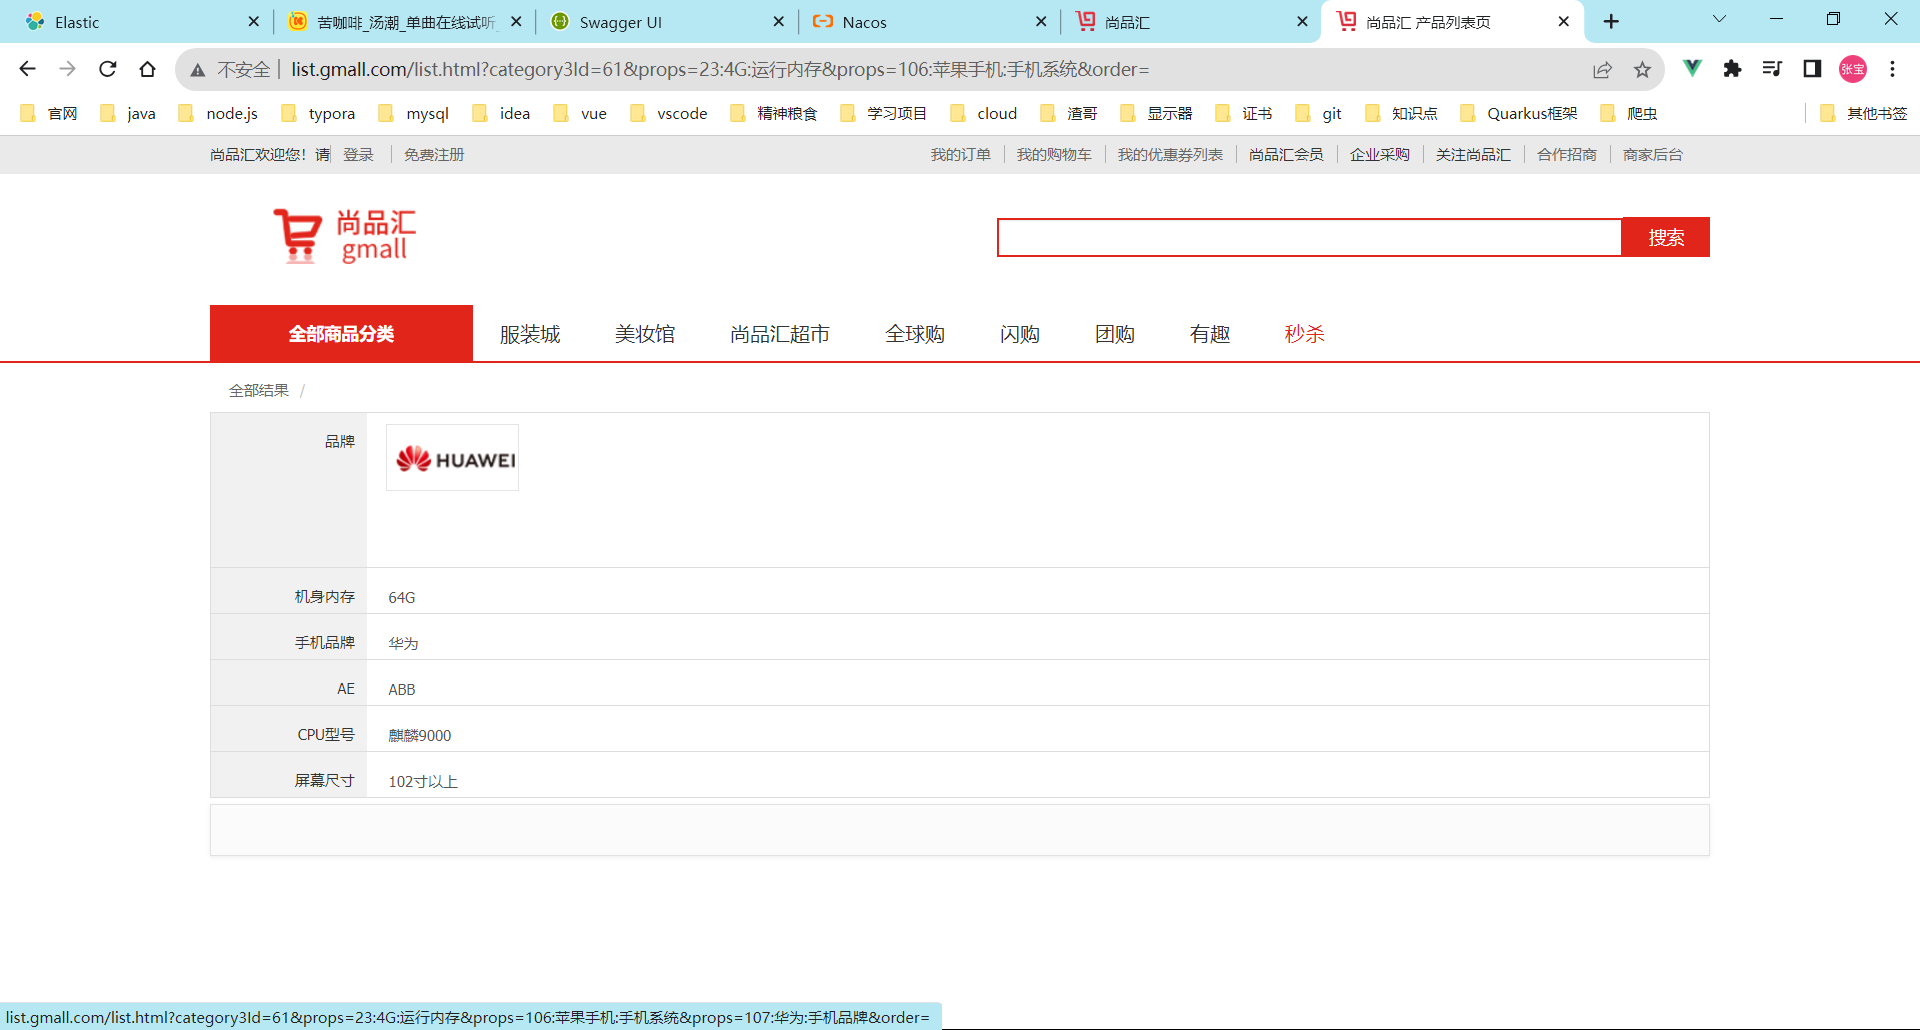 Elastic
苦咖啡_汤潮_单曲在线试听_
Swagger UI
Nacos
尚品汇
尚品汇 产品列表页
不安全
list.gmall.com/list.html?category3Id=61&props=23:4G:运行内存&props=106:苹果手机:手机系统&order=
张宝
官网
java
node.js
typora
mysql
idea
vue
vscode
精神粮食
学习项目
cloud
渣哥
显示器
证书
git
知识点
Quarkus框架
爬虫
其他书签
尚品汇欢迎您！请 登录 免费注册
我的订单 我的购物车 我的优惠券列表 尚品汇会员 企业采购 关注尚品汇 合作招商 商家后台
尚品汇
gmall
搜索
全部商品分类 服装城 美妆馆 尚品汇超市 全球购 闪购 团购 有趣 秒杀
全部结果 /
品牌
HUAWEI
机身内存 64G
手机品牌 华为
AE ABB
CPU型号 麒麟9000
屏幕尺寸 102寸以上
list.gmall.com/list.html?category3Id=61&props=23:4G:运行内存&props=106:苹果手机:手机系统&props=107:华为:手机品牌&order=